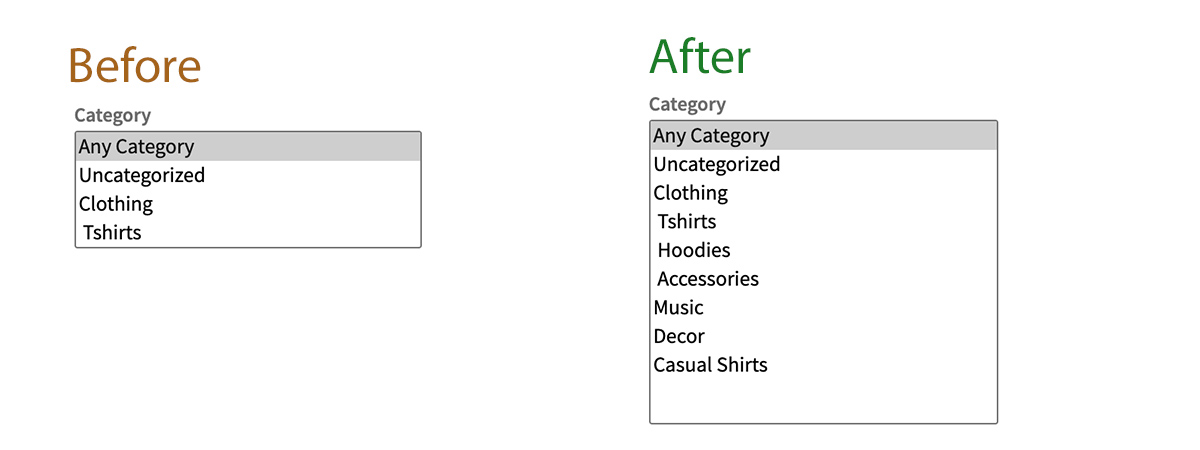 Before
Category
Any Category
Uncategorized
Clothing
Tshirts
After
Category
Any Category
Uncategorized
Clothing
Tshirts
Hoodies
Accessories
Music
Decor
Casual Shirts